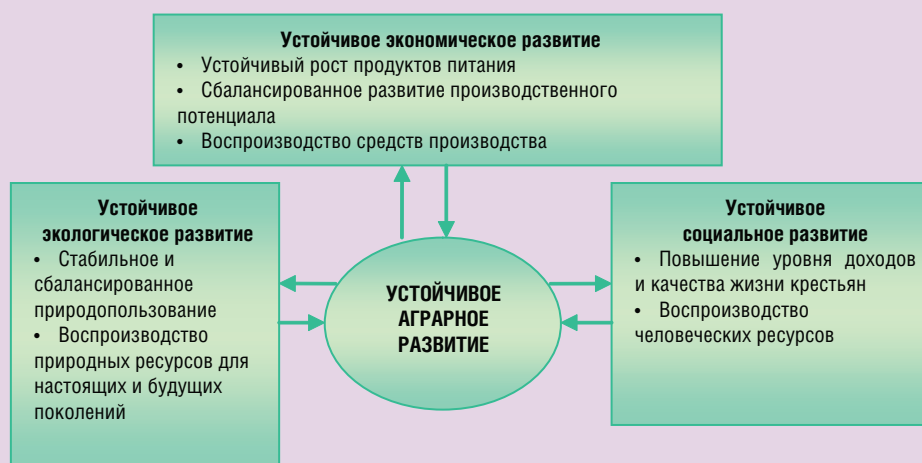 Устойчивое экономическое развитие
• Устойчивый рост продуктов питания
• Сбалансированное развитие производственного
потенциала
• Воспроизводство средств производства
Устойчивое
экологическое развитие
• Стабильное и
сбалансированное
природопользование
• Воспроизводство
природных ресурсов для
настоящих и будущих
поколений
УСТОЙЧИВОЕ
АГРАРНОЕ
РАЗВИТИЕ
Устойчивое
социальное развитие
• Повышение уровня доходов
и качества жизни крестьян
• Воспроизводство
человеческих ресурсов